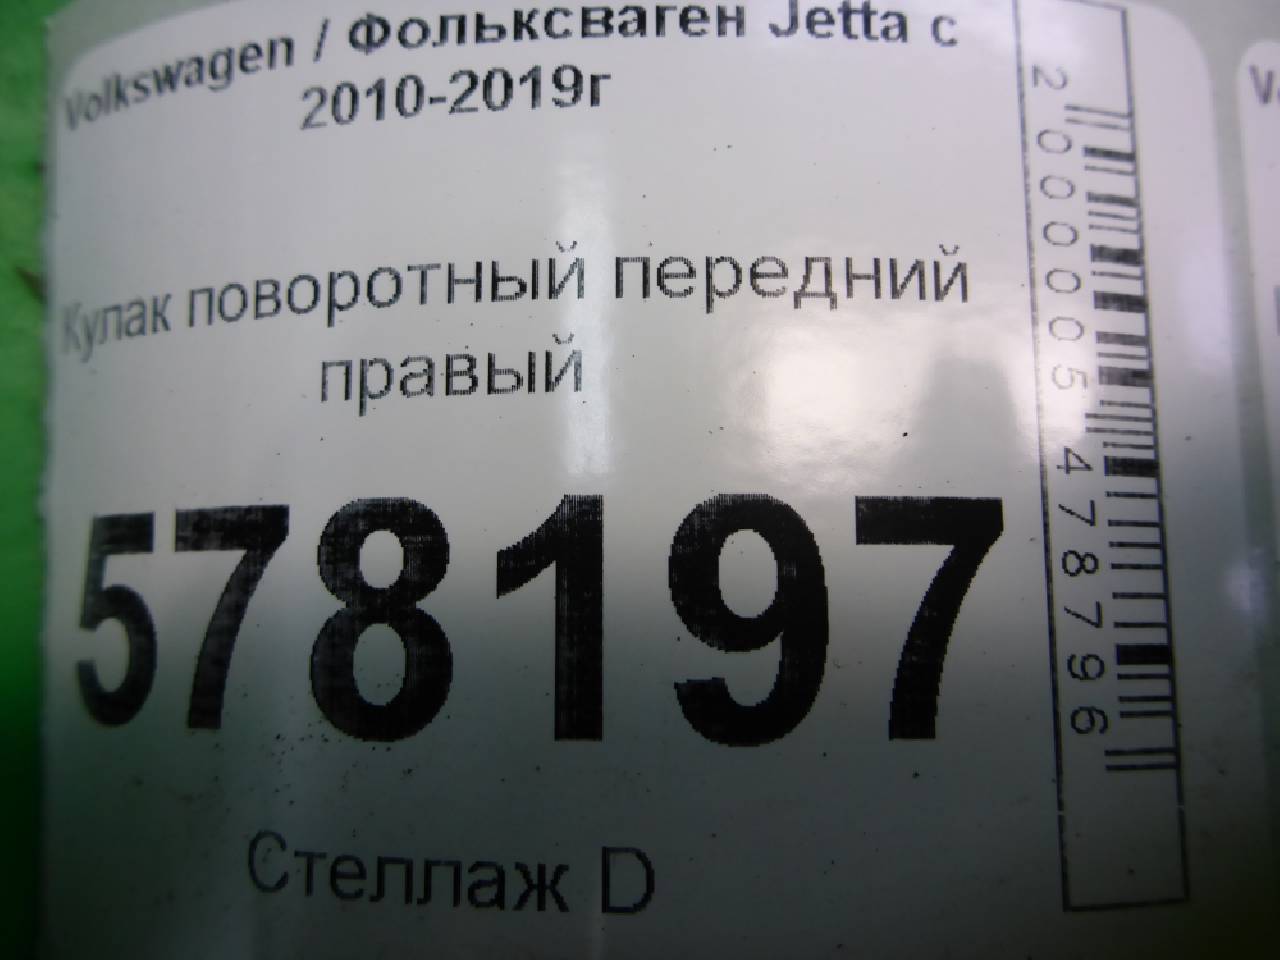 Volkswagen / Фольксваген Jetta с
2010-2019г
Кулак поворотный передний
правый
578197
Стеллаж D
2000005478796